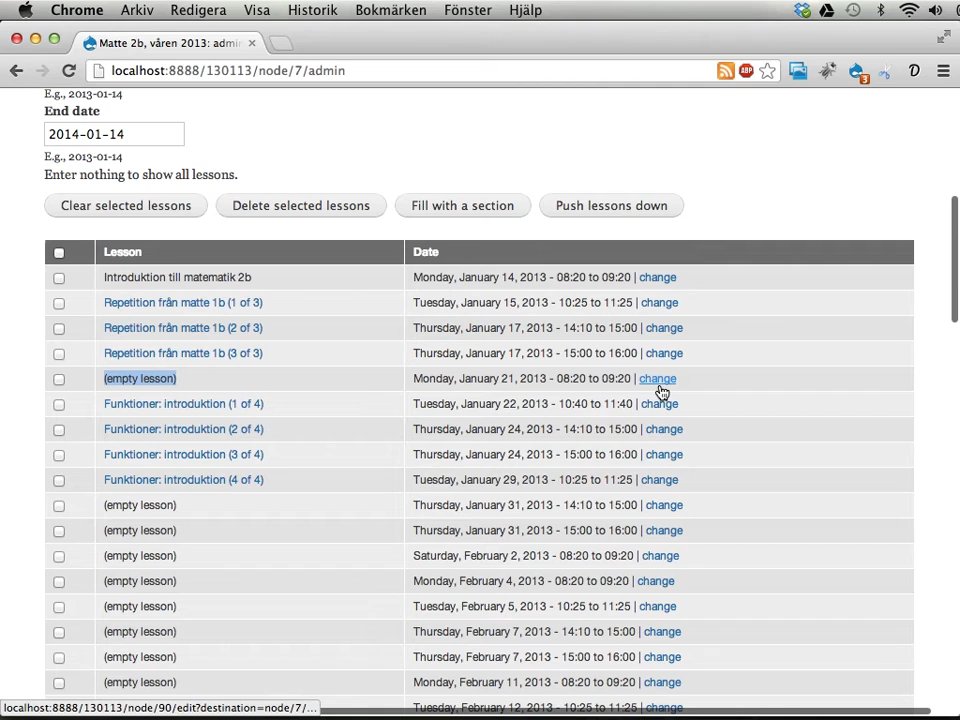 Chrome Arkiv Redigera Visa Historik Bokmärken Fönster Hjälp
Matte 2b, våren 2013: admin
localhost:8888/130113/node/7/admin
ABP
3
D
E.g., 2013-01-14
End date
2014-01-14
E.g., 2013-01-14
Enter nothing to show all lessons.
Clear selected lessons Delete selected lessons Fill with a section Push lessons down
Lesson Date
Introduktion till matematik 2b Monday, January 14, 2013 - 08:20 to 09:20 | change
Repetition från matte 1b (1 of 3) Tuesday, January 15, 2013 - 10:25 to 11:25 | change
Repetition från matte 1b (2 of 3) Thursday, January 17, 2013 - 14:10 to 15:00 | change
Repetition från matte 1b (3 of 3) Thursday, January 17, 2013 - 15:00 to 16:00 | change
(empty lesson) Monday, January 21, 2013 - 08:20 to 09:20 | change
Funktioner: introduktion (1 of 4) Tuesday, January 22, 2013 - 10:40 to 11:40 | change
Funktioner: introduktion (2 of 4) Thursday, January 24, 2013 - 14:10 to 15:00 | change
Funktioner: introduktion (3 of 4) Thursday, January 24, 2013 - 15:00 to 16:00 | change
Funktioner: introduktion (4 of 4) Tuesday, January 29, 2013 - 10:25 to 11:25 | change
(empty lesson) Thursday, January 31, 2013 - 14:10 to 15:00 | change
(empty lesson) Thursday, January 31, 2013 - 15:00 to 16:00 | change
(empty lesson) Saturday, February 2, 2013 - 08:20 to 09:20 | change
(empty lesson) Monday, February 4, 2013 - 08:20 to 09:20 | change
(empty lesson) Tuesday, February 5, 2013 - 10:25 to 11:25 | change
(empty lesson) Thursday, February 7, 2013 - 14:10 to 15:00 | change
(empty lesson) Thursday, February 7, 2013 - 15:00 to 16:00 | change
(empty lesson) Monday, February 11, 2013 - 08:20 to 09:20 | change
Tuesday, February 12, 2013 - 10:25 to 11:25 | change
localhost:8888/130113/node/90/edit?destination=node/7/...